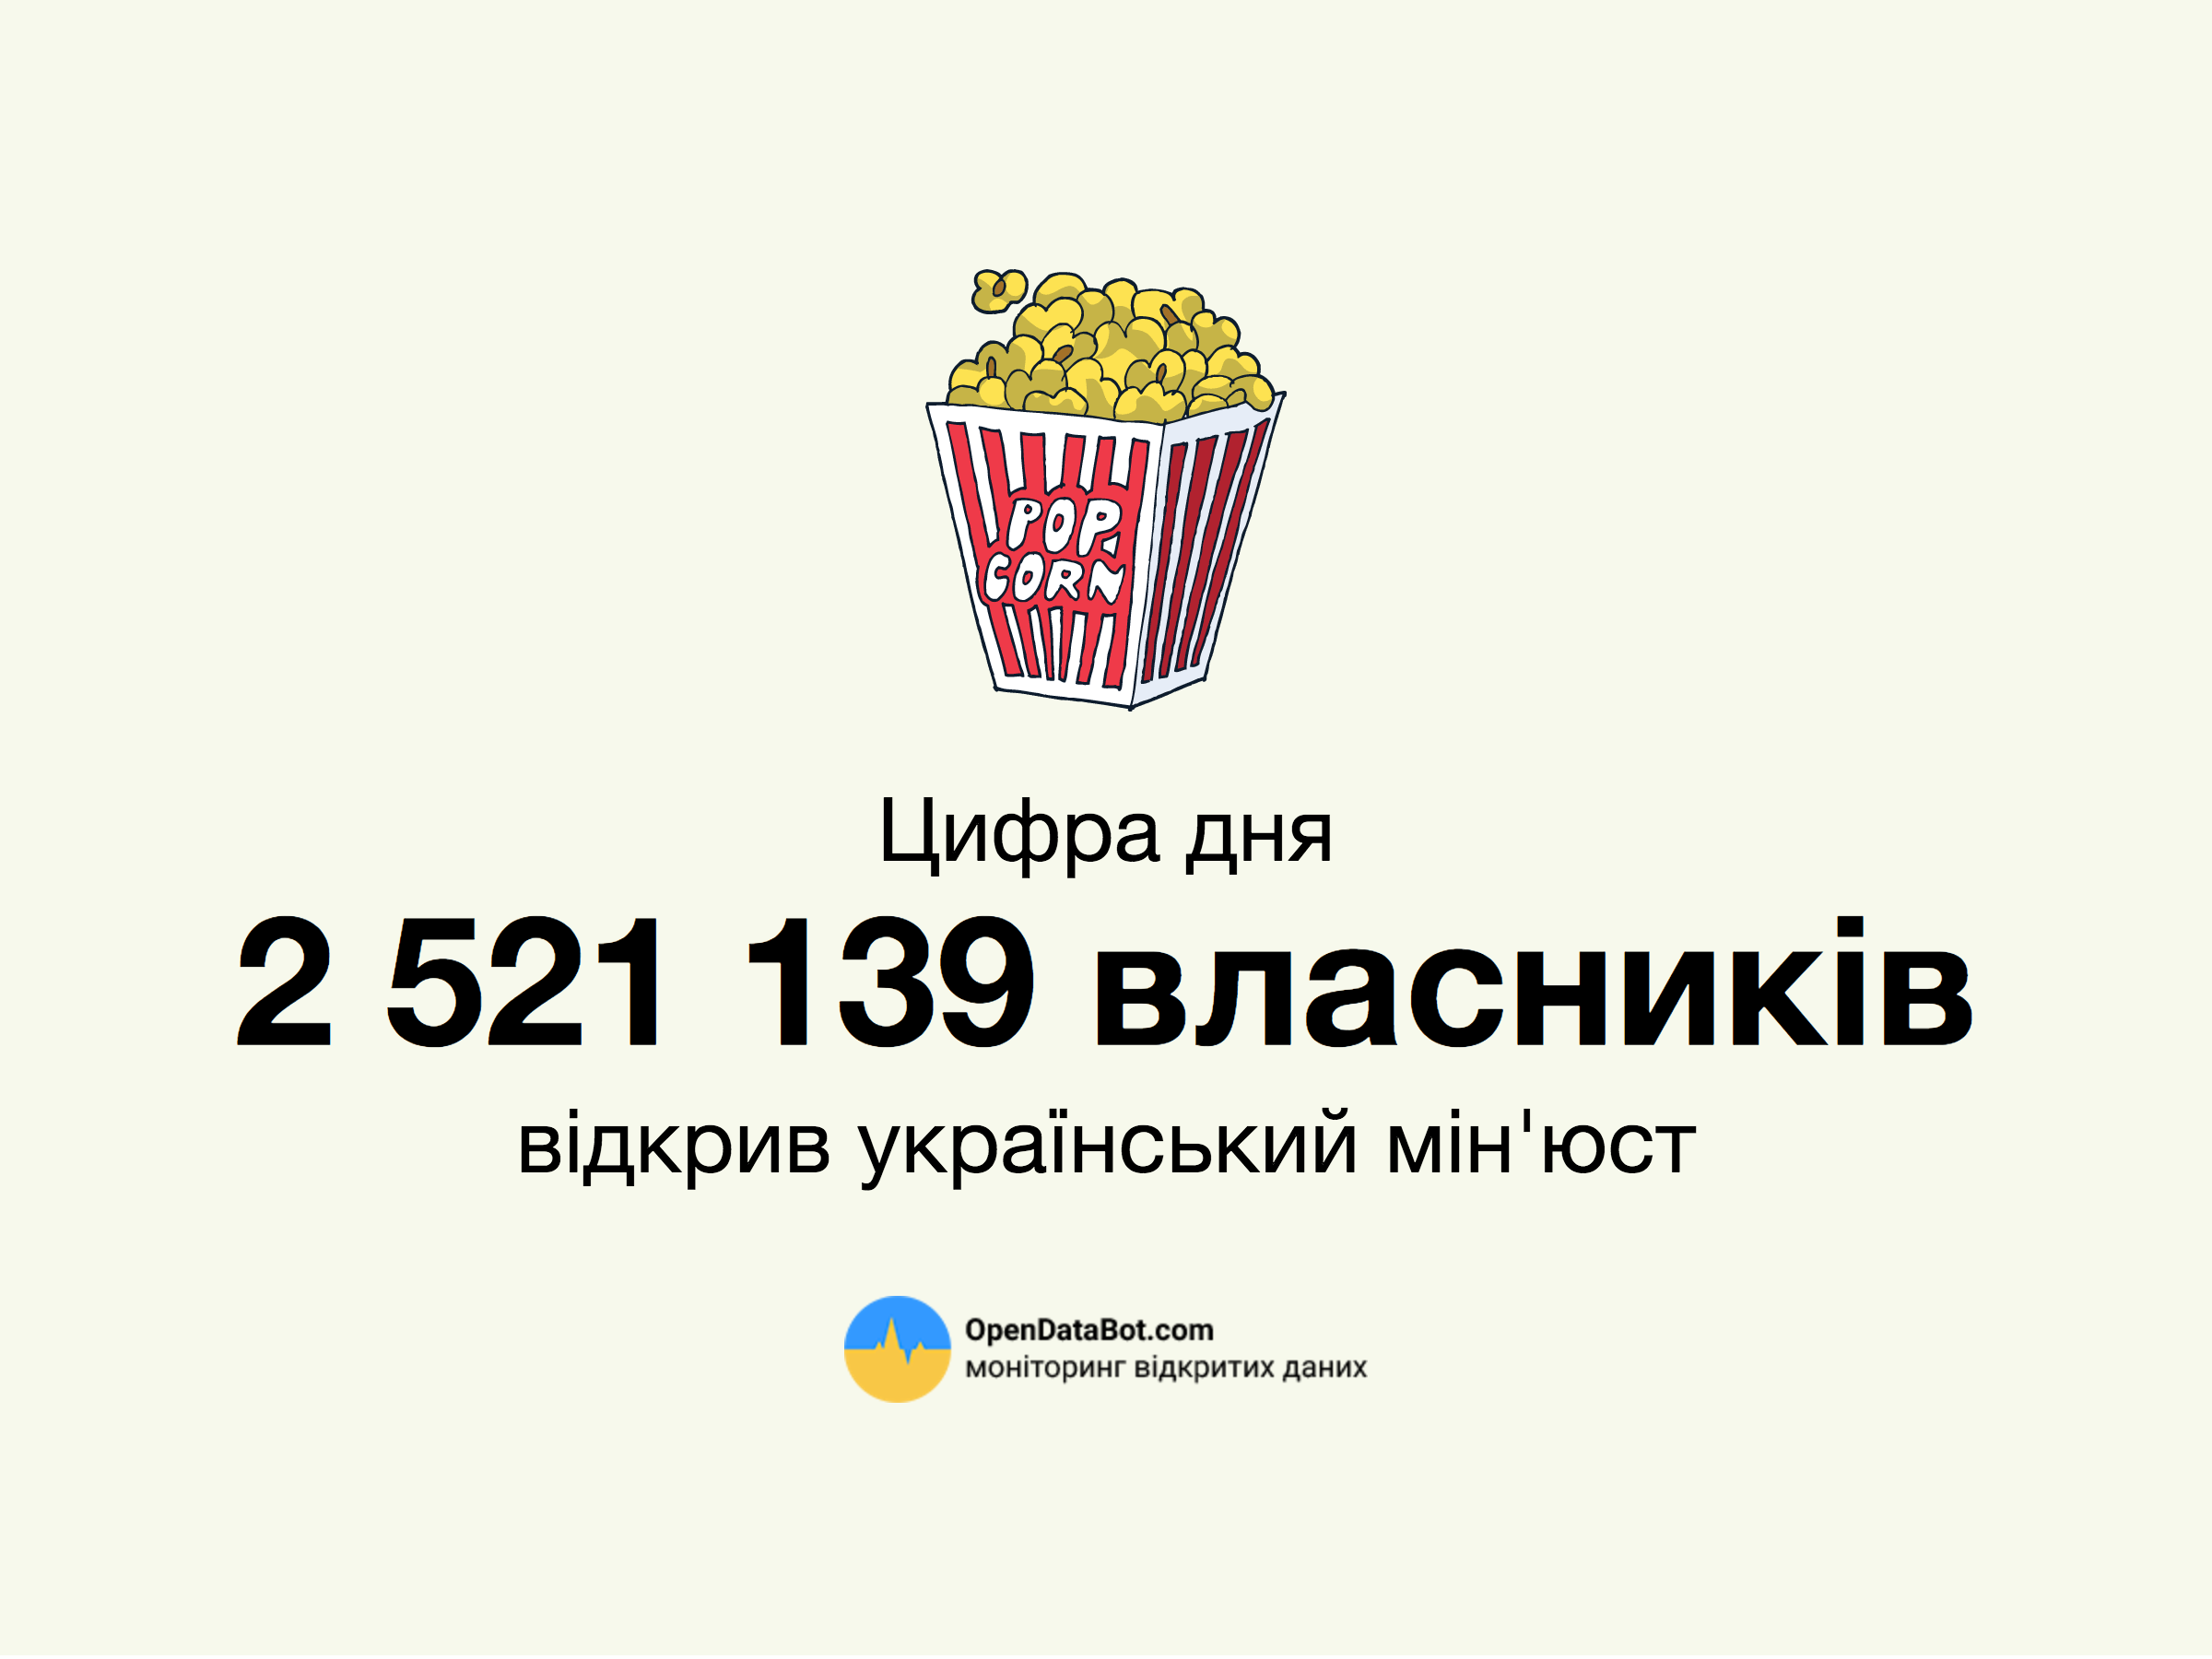 POP
CORN
Цифра дня
2 521 139 власників
відкрив український мін'юст
OpenDataBot.com
моніторинг відкритих даних